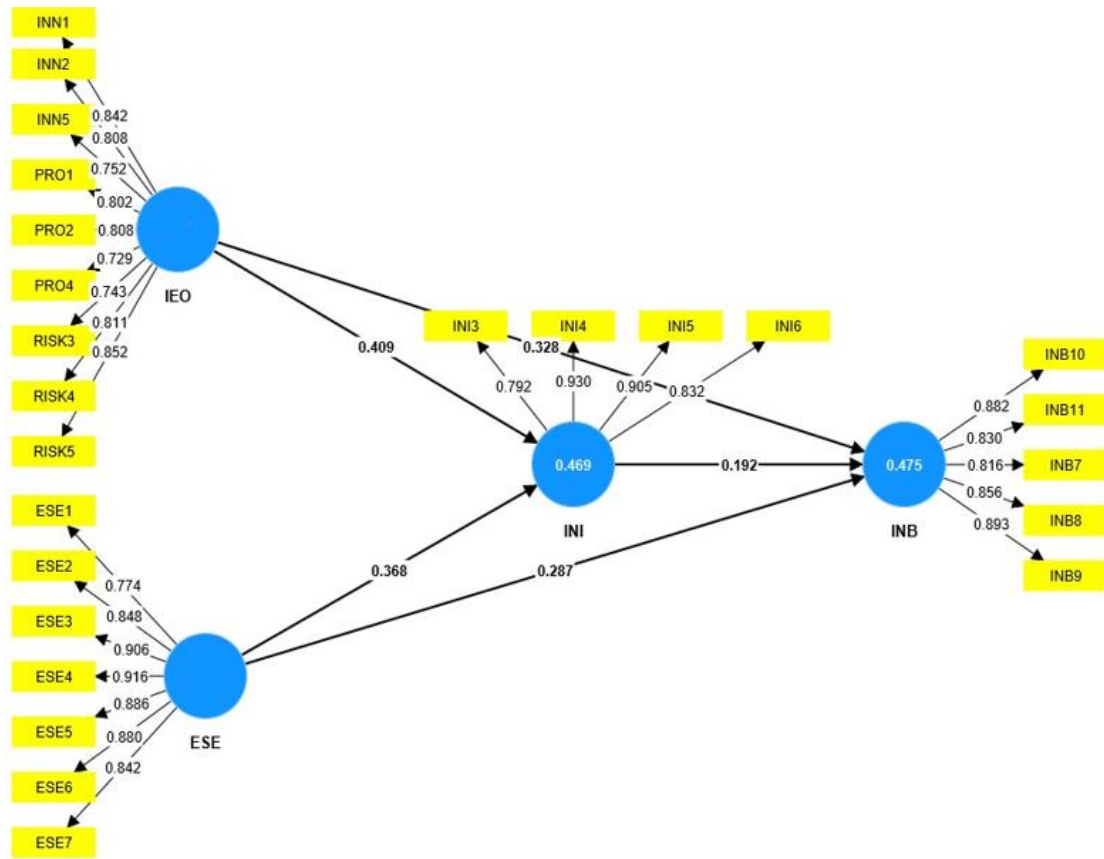 INN1
INN2
INN5
PRO1
PRO2
PRO4
RISK3
RISK4
RISK5
0.842
0.808
0.752
0.802
0.808
0.729
0.743
0.811
0.852
IEO
ESE1
ESE2
ESE3
ESE4
ESE5
ESE6
ESE7
0.774
0.848
0.906
0.916
0.886
0.880
0.842
ESE
0.409
0.328
0.368
0.287
0.192
INI3
INI4
INI5
INI6
0.792
0.930
0.905
0.832
0.469
INI
0.475
INB
0.882
0.830
0.816
0.856
0.893
INB10
INB11
INB7
INB8
INB9